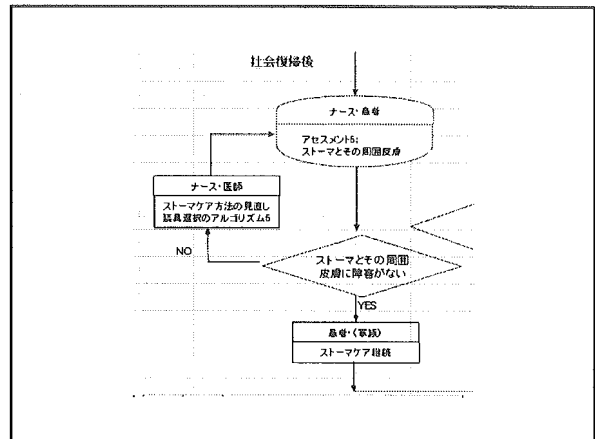 社会復帰後
ナース・患者
アセスメント5:
ストーマとその周囲皮膚
ナース・医師
ストーマケア方法の見直し
装具選択のアルゴリズム5
NO
ストーマとその周囲
皮膚に障害がない
YES
患者・(家族)
ストーマケア継続